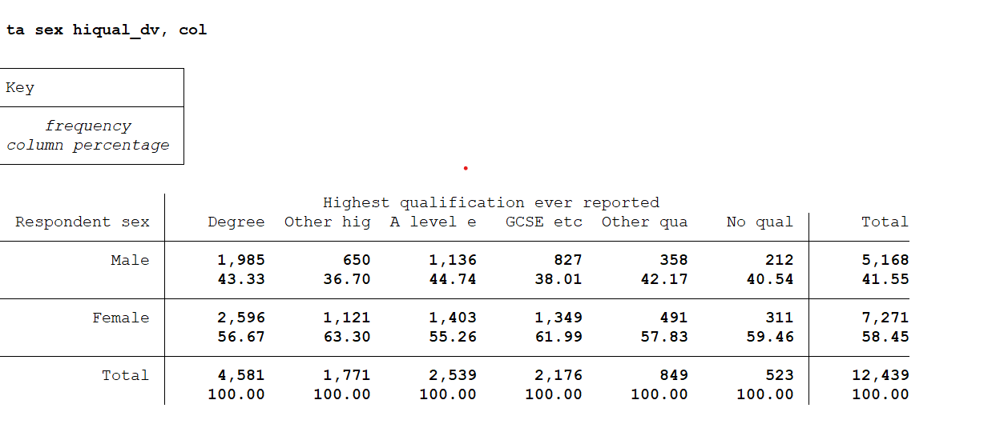 ta sex hiqual_dv, col
Key
frequency
column percentage
Highest qualification ever reported
Respondent sex Degree Other hig A level e GCSE etc Other qua No qual Total
Male 1,985 650 1,136 827 358 212 5,168
43.33 36.70 44.74 38.01 42.17 40.54 41.55
Female 2,596 1,121 1,403 1,349 491 311 7,271
56.67 63.30 55.26 61.99 57.83 59.46 58.45
Total 4,581 1,771 2,539 2,176 849 523 12,439
100.00 100.00 100.00 100.00 100.00 100.00 100.00